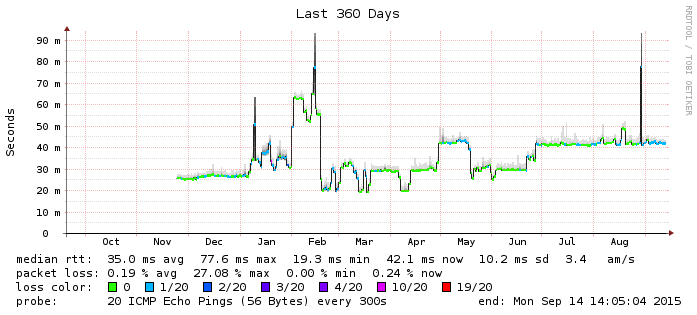 Last 360 Days
RRDTOOL / TOBI OETIKER
Seconds
90 m
80 m
70 m
60 m
50 m
40 m
30 m
20 m
10 m
0
Oct Nov Dec Jan Feb Mar Apr May Jun Jul Aug
median rtt: 35.0 ms avg 77.6 ms max 19.3 ms min 42.1 ms now 10.2 ms sd 3.4 am/s
packet loss: 0.19 % avg 27.08 % max 0.00 % min 0.24 % now
loss color: 0 1/20 2/20 3/20 4/20 10/20 19/20
probe: 20 ICMP Echo Pings (56 Bytes) every 300s end: Mon Sep 14 14:05:04 2015